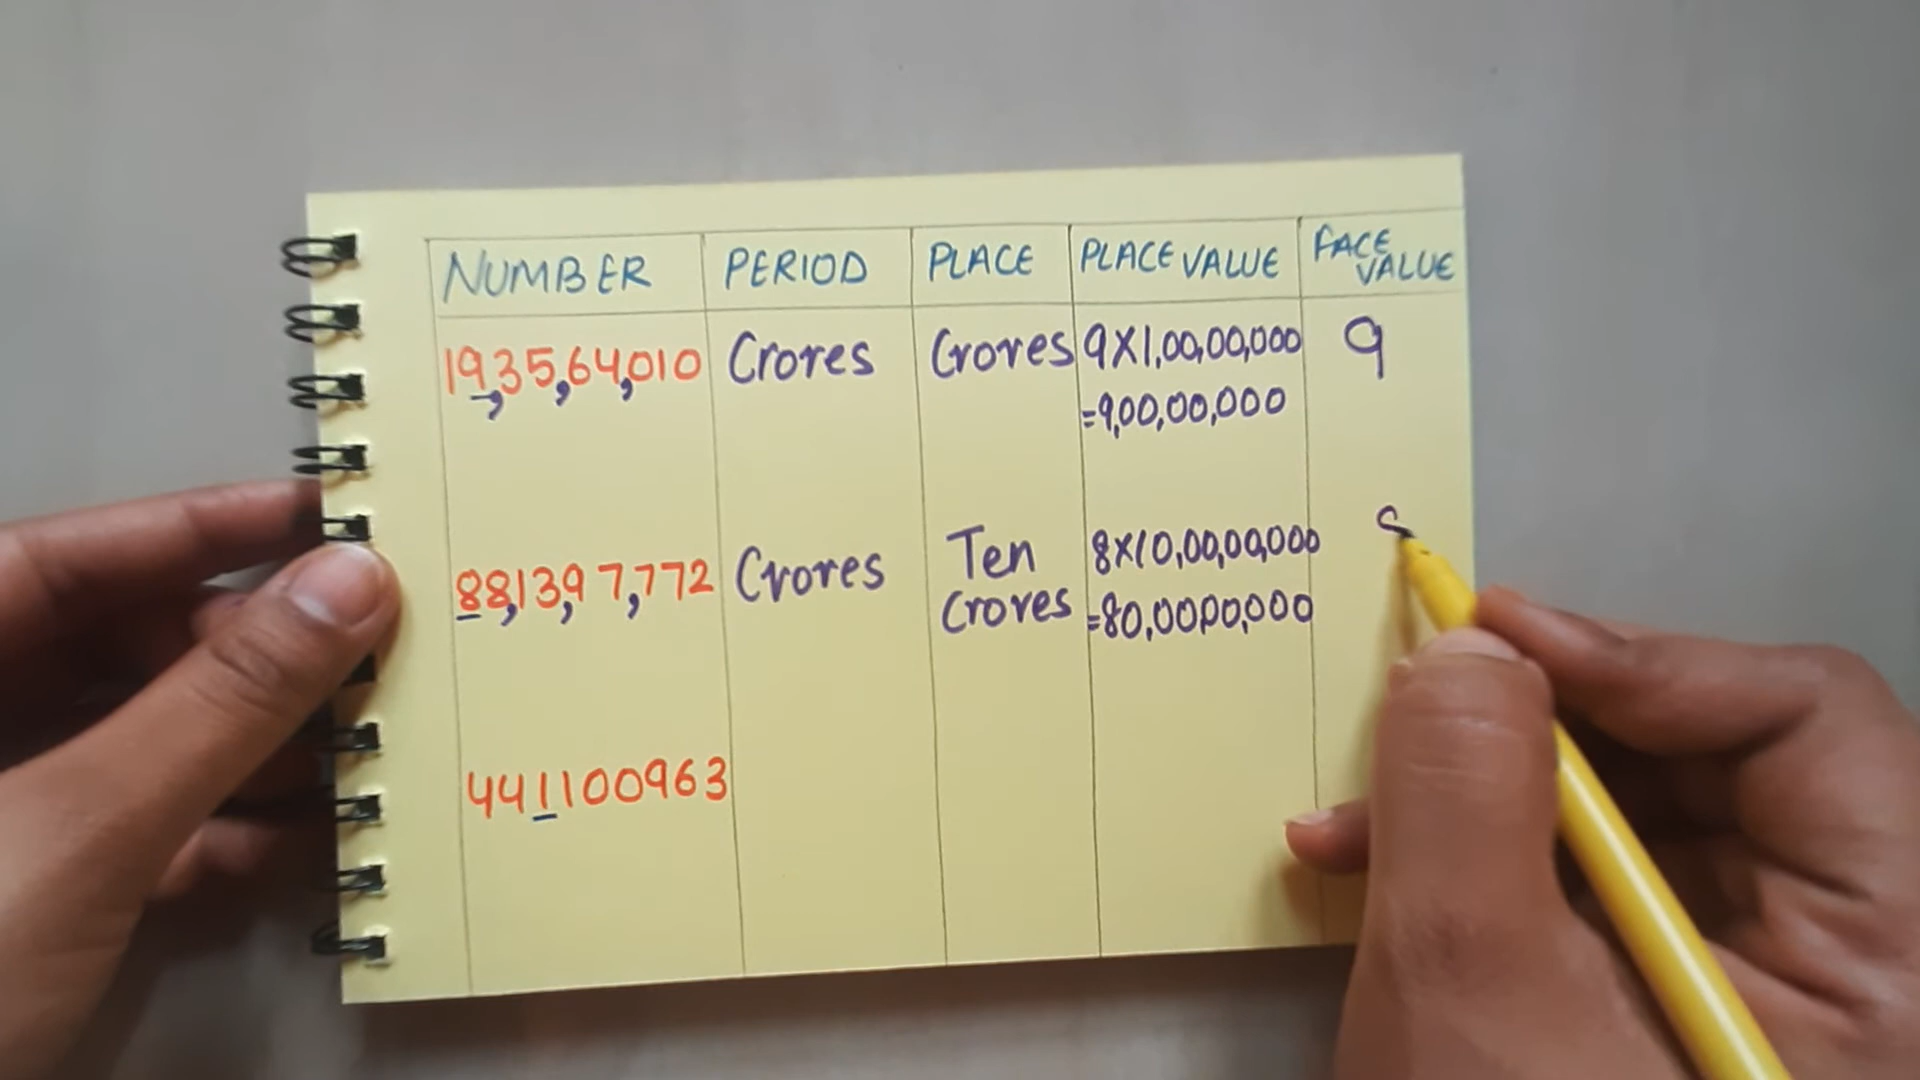 NUMBER PERIOD PLACE PLACE VALUE FACE VALUE
19,35,64,010 Crores Crores 9X1,00,00,000 9
=9,00,00,000
88,13,97,772 Crores Ten Crores 8X10,00,00,000
=80,00,00,000
441100963